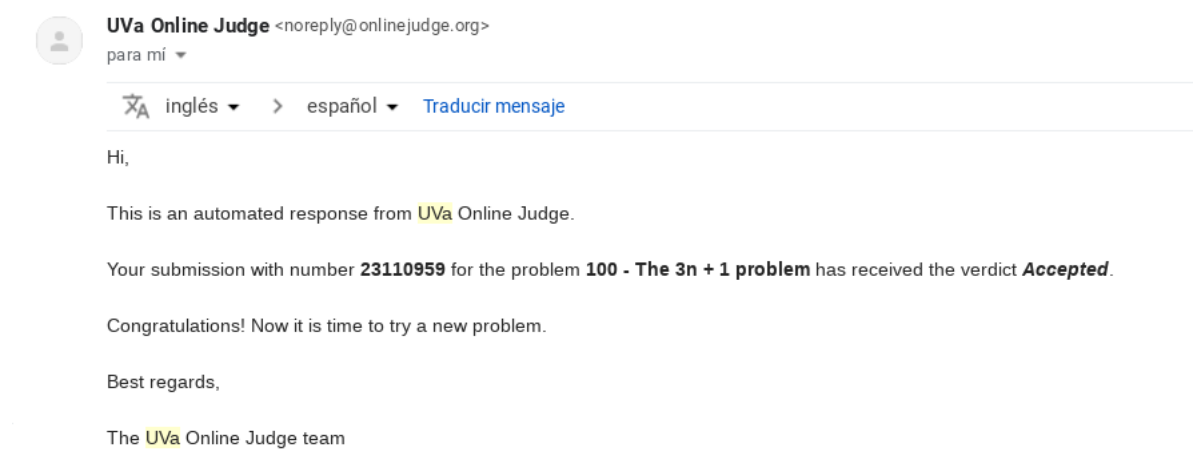 UVa Online Judge <noreply@onlinejudge.org>
para mí
inglés > español Traducir mensaje
Hi,
This is an automated response from UVa Online Judge.
Your submission with number 23110959 for the problem 100 - The 3n + 1 problem has received the verdict Accepted.
Congratulations! Now it is time to try a new problem.
Best regards,
The UVa Online Judge team